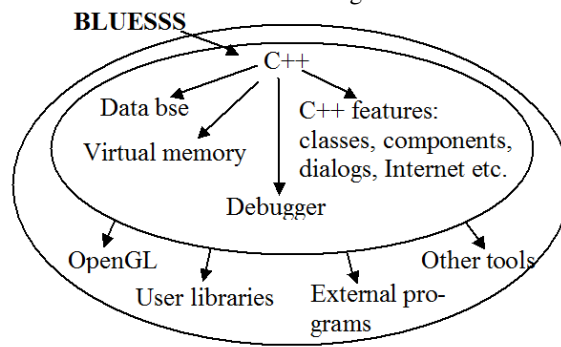 BLUESSS
C++
Data bse
Virtual memory
C++ features:
classes, components,
dialogs, Internet etc.
Debugger
OpenGL
User libraries
External pro-
grams
Other tools